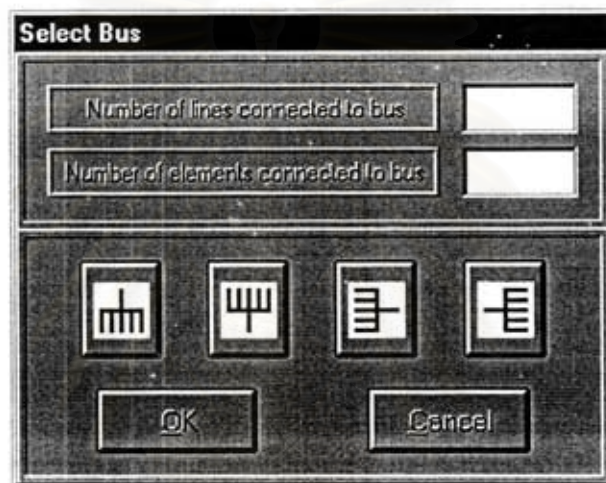 Select Bus
Number of lines connected to bus
Number of elements connected to bus
OK
Cancel